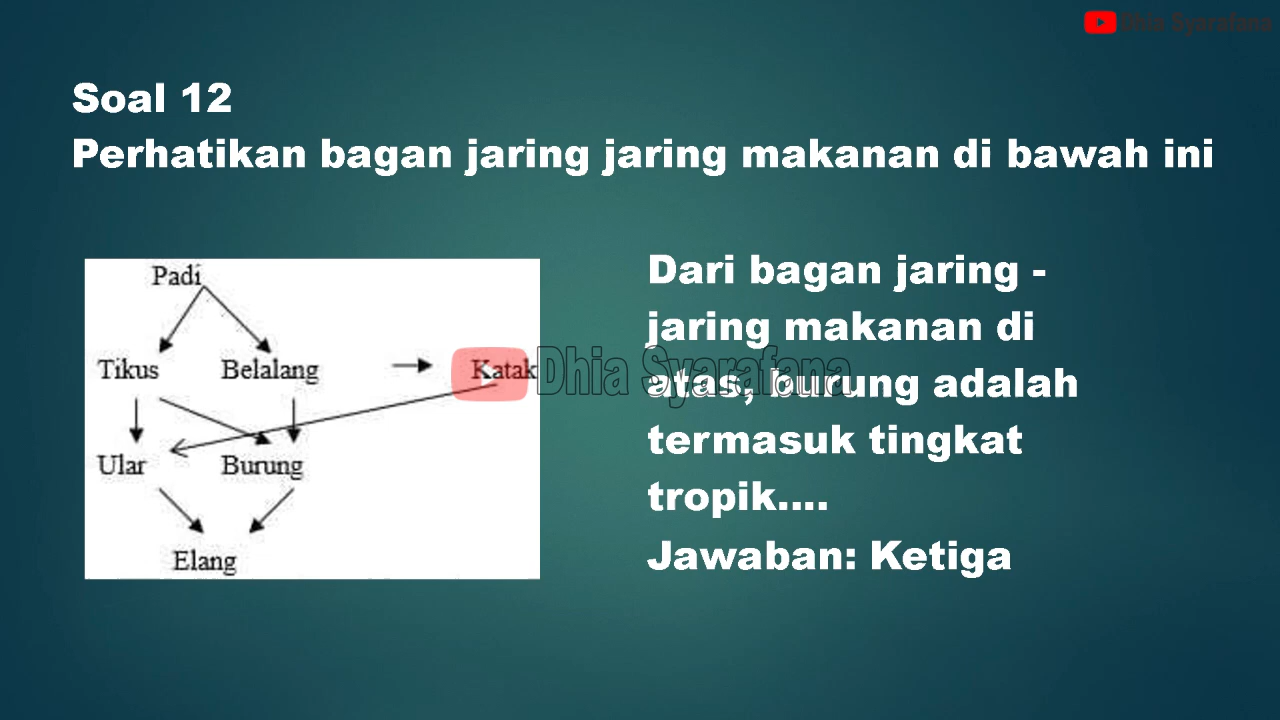 Dhia Syarafana
Soal 12
Perhatikan bagan jaring jaring makanan di bawah ini
Padi
Tikus
Belalang
Katak
Ular
Burung
Elang
Dari bagan jaring -
jaring makanan di
atas, burung adalah
termasuk tingkat
tropik....
Jawaban: Ketiga
Dhia Syarafana